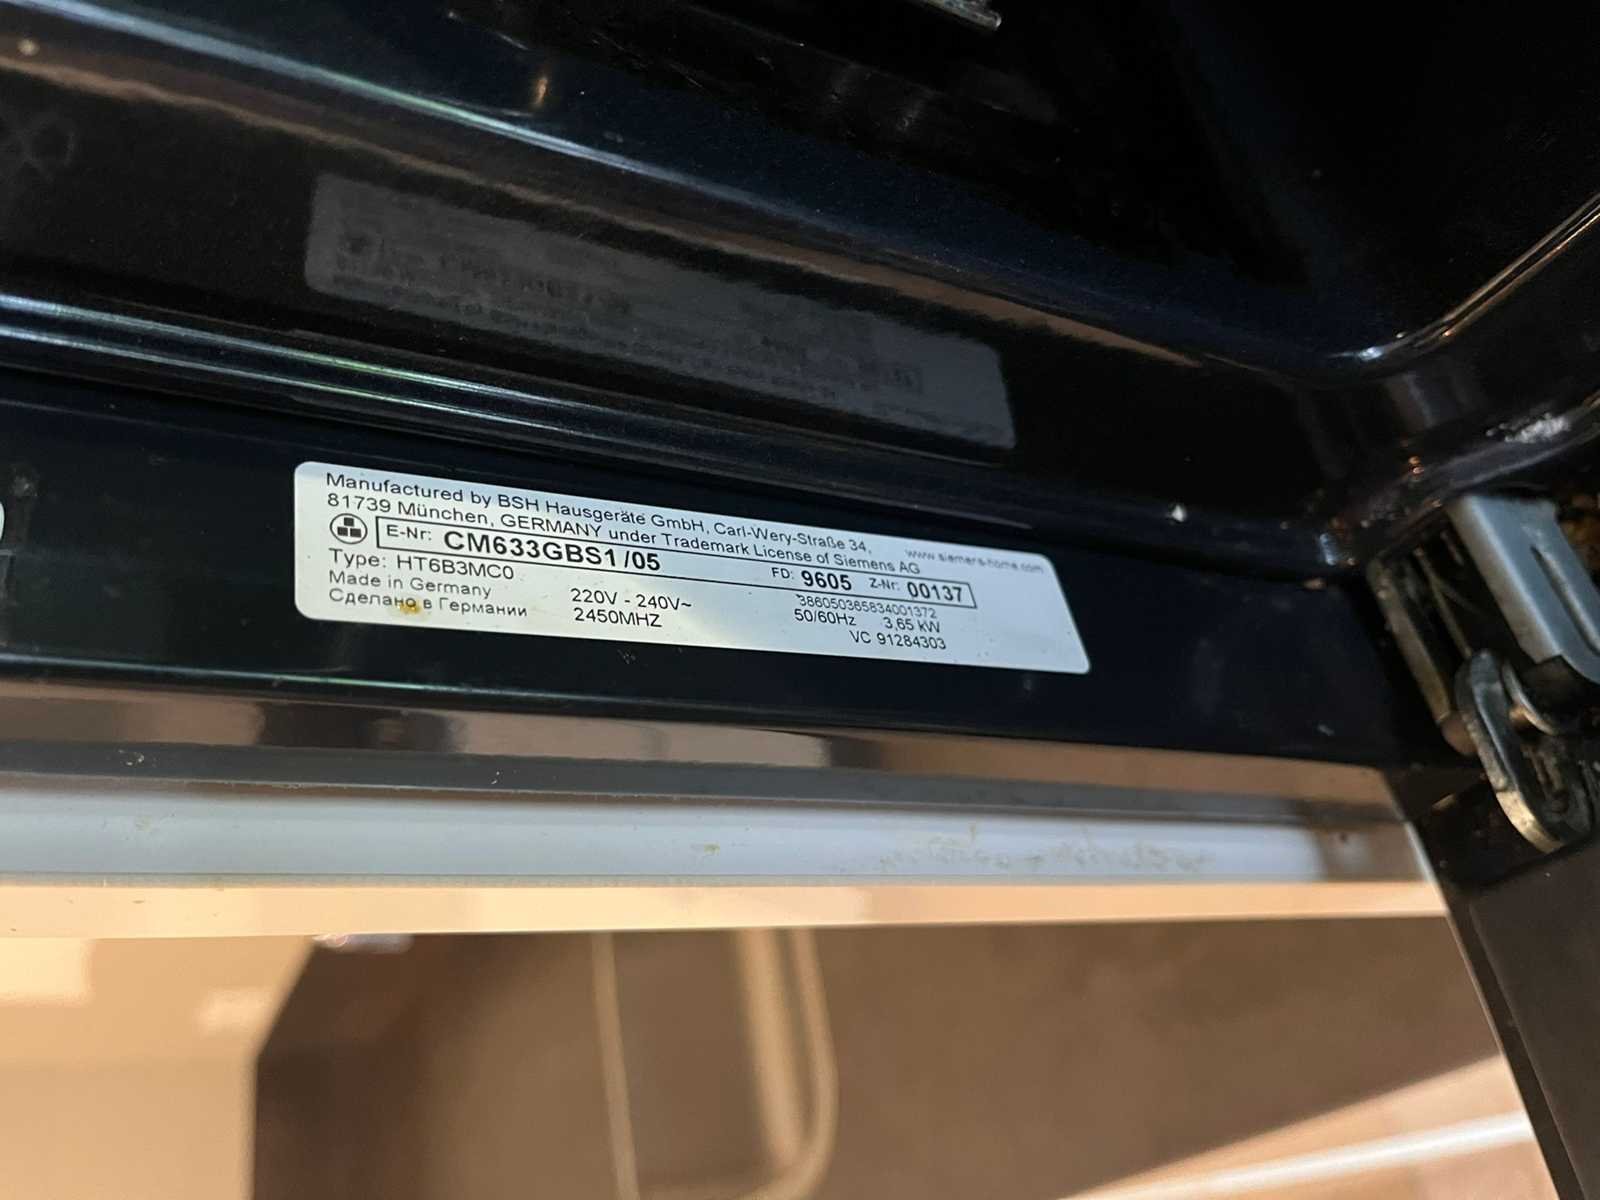 Manufactured by BSH Hausgeräte GmbH, Carl-Wery-Straße 34,
81739 München, GERMANY under Trademark License of Siemens AG
www.siemens-home.com
E-Nr: CM633GBS1 /05 FD: 9605 Z-Nr: 00137
Type: HT6B3MC0
386050365834001372
Made in Germany 220V - 240V~ 50/60Hz 3,65 kW
Сделано в Германии 2450MHZ VC 91284303